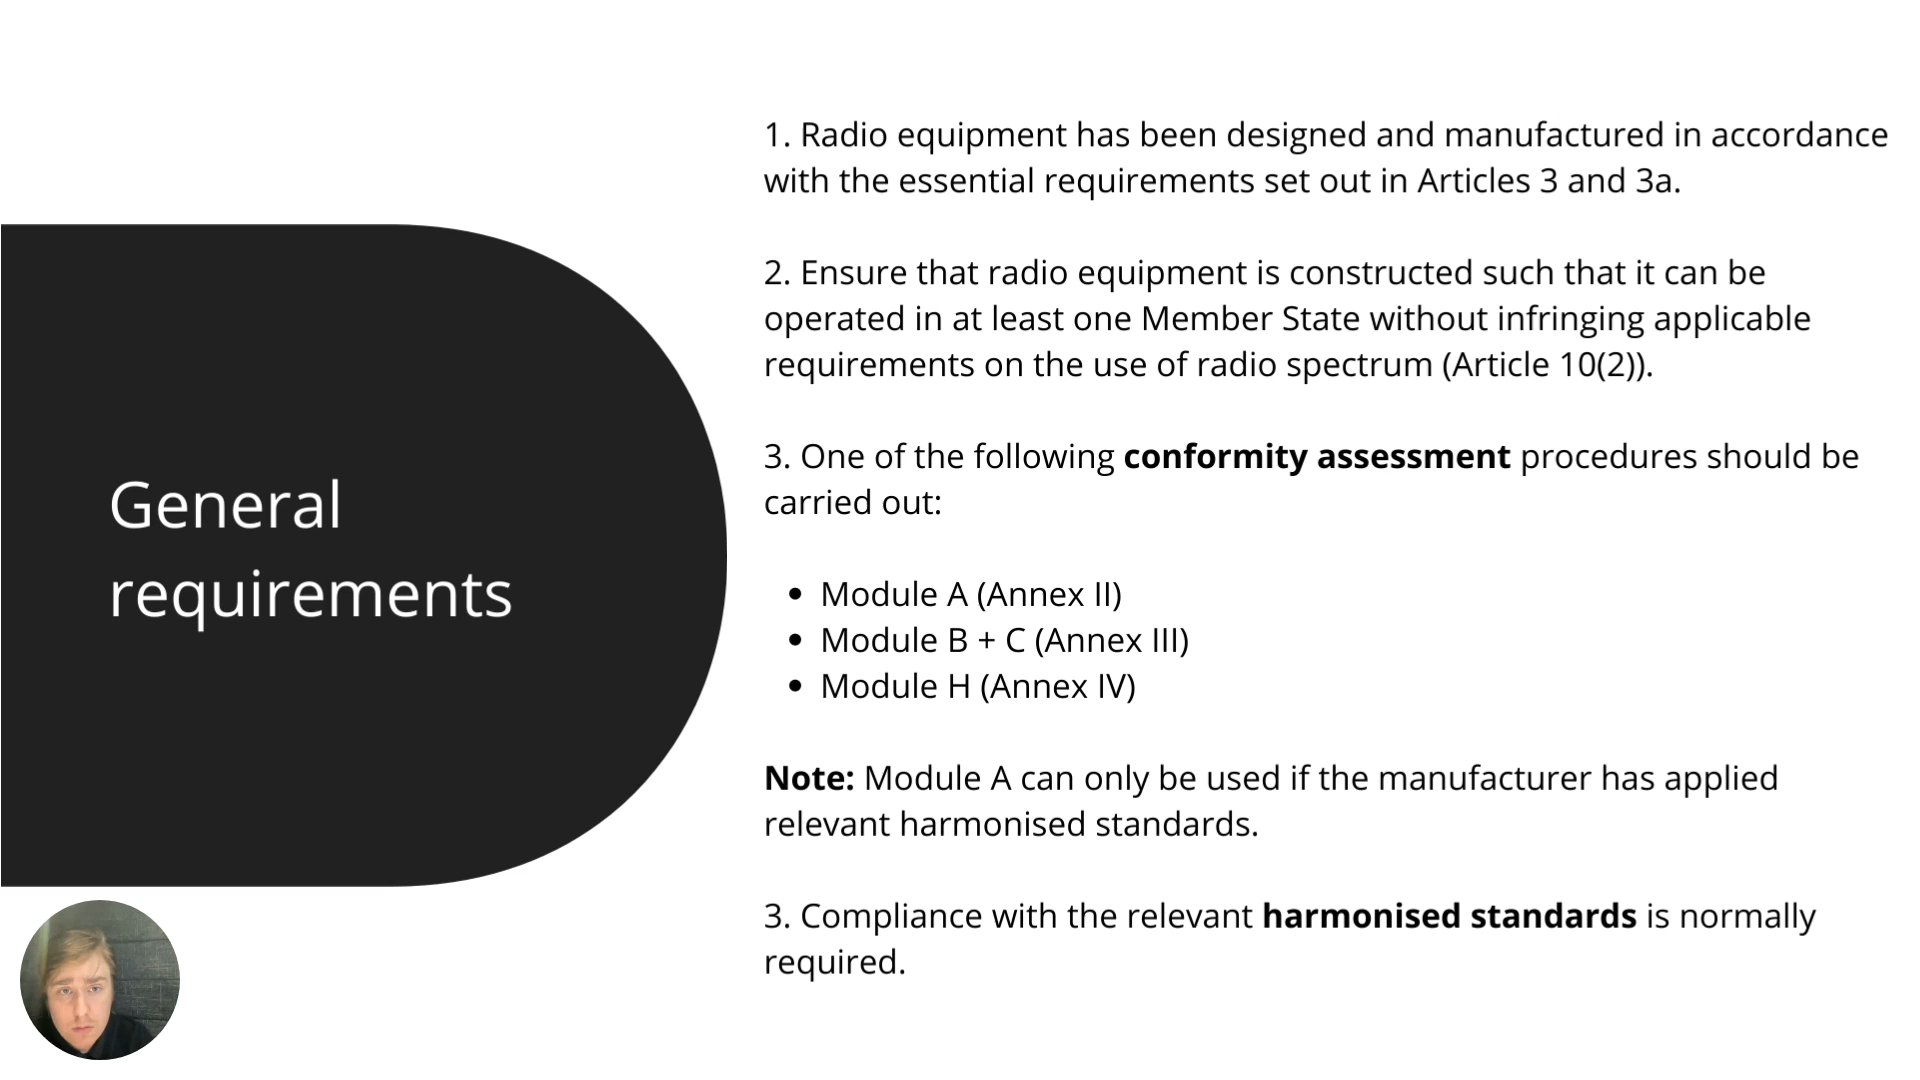 General
requirements
1. Radio equipment has been designed and manufactured in accordance
with the essential requirements set out in Articles 3 and 3a.
2. Ensure that radio equipment is constructed such that it can be
operated in at least one Member State without infringing applicable
requirements on the use of radio spectrum (Article 10(2)).
3. One of the following conformity assessment procedures should be
carried out:
• Module A (Annex II)
• Module B + C (Annex III)
• Module H (Annex IV)
Note: Module A can only be used if the manufacturer has applied
relevant harmonised standards.
3. Compliance with the relevant harmonised standards is normally
required.